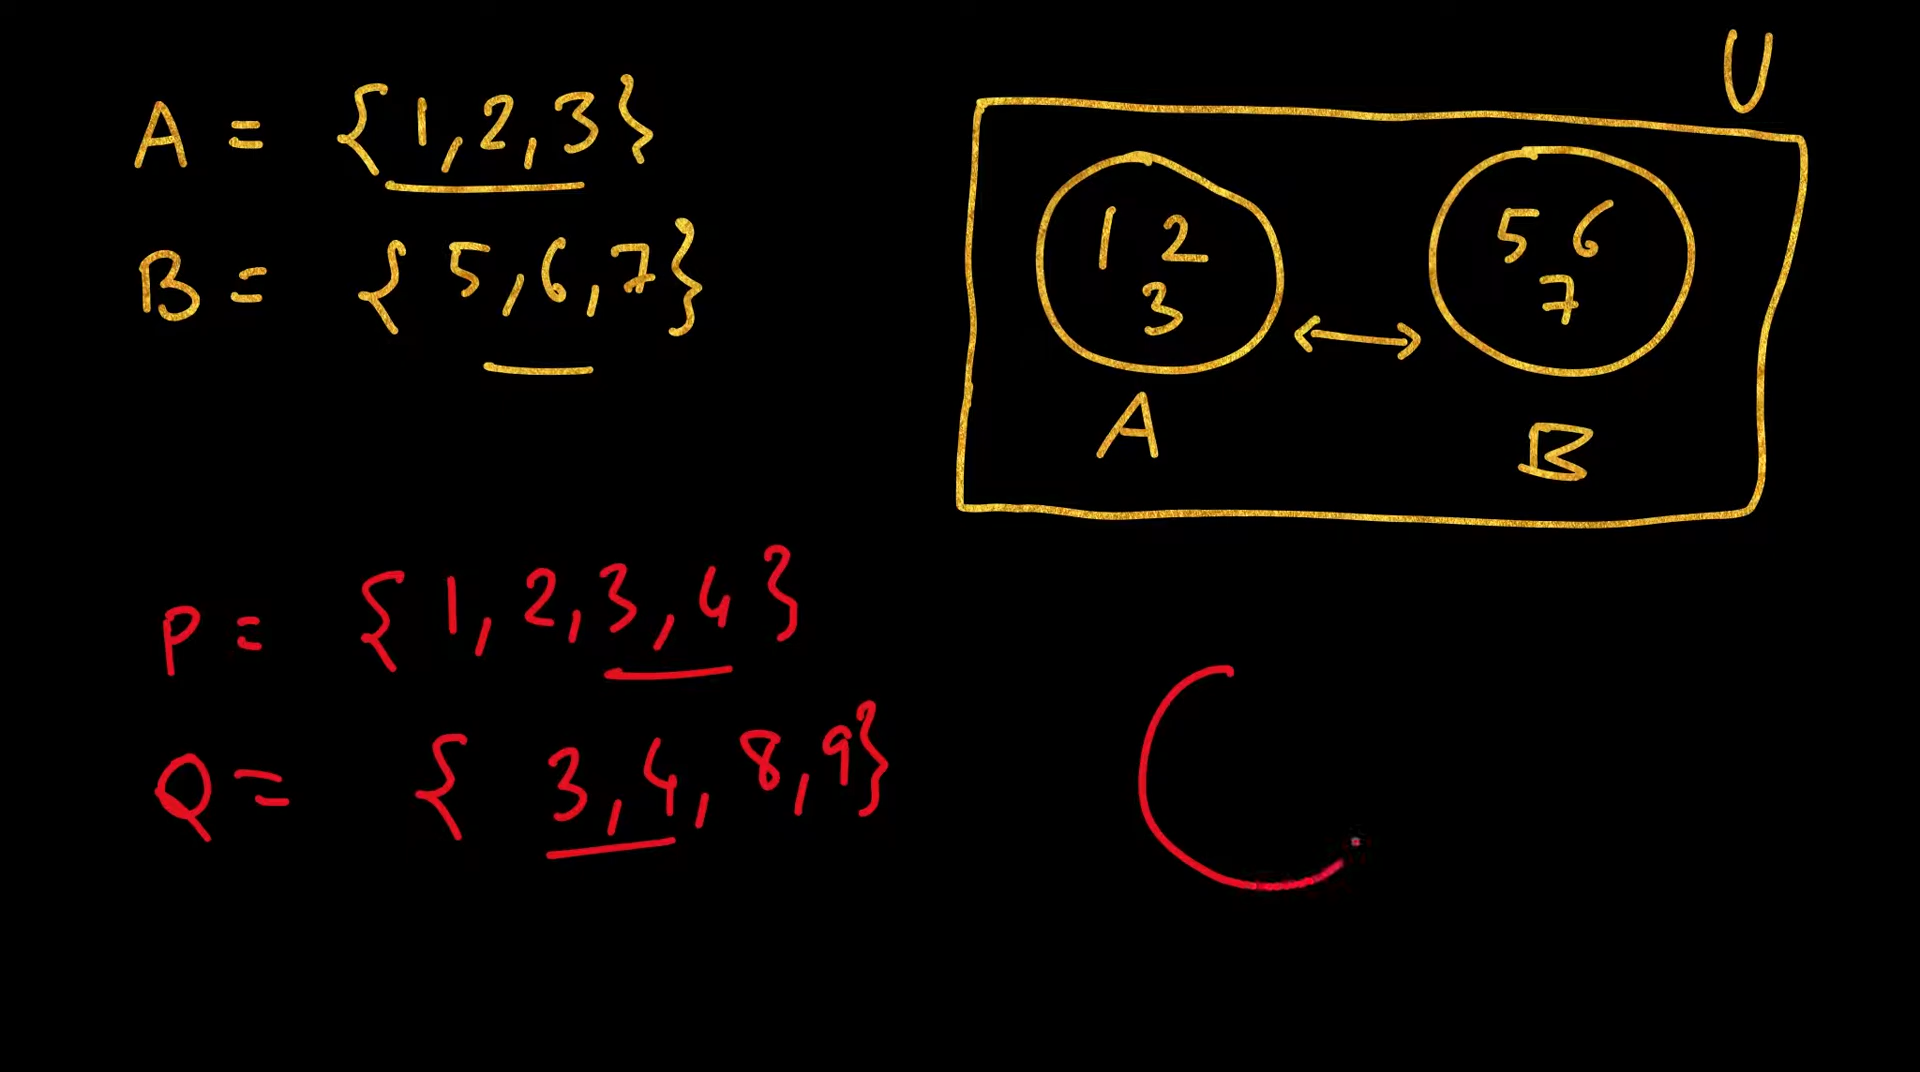 A = {1,2,3}
B = {5,6,7}
U
1 2
3
5 6
7
A
B
P = {1,2,3,4}
Q = {3,4,8,9}